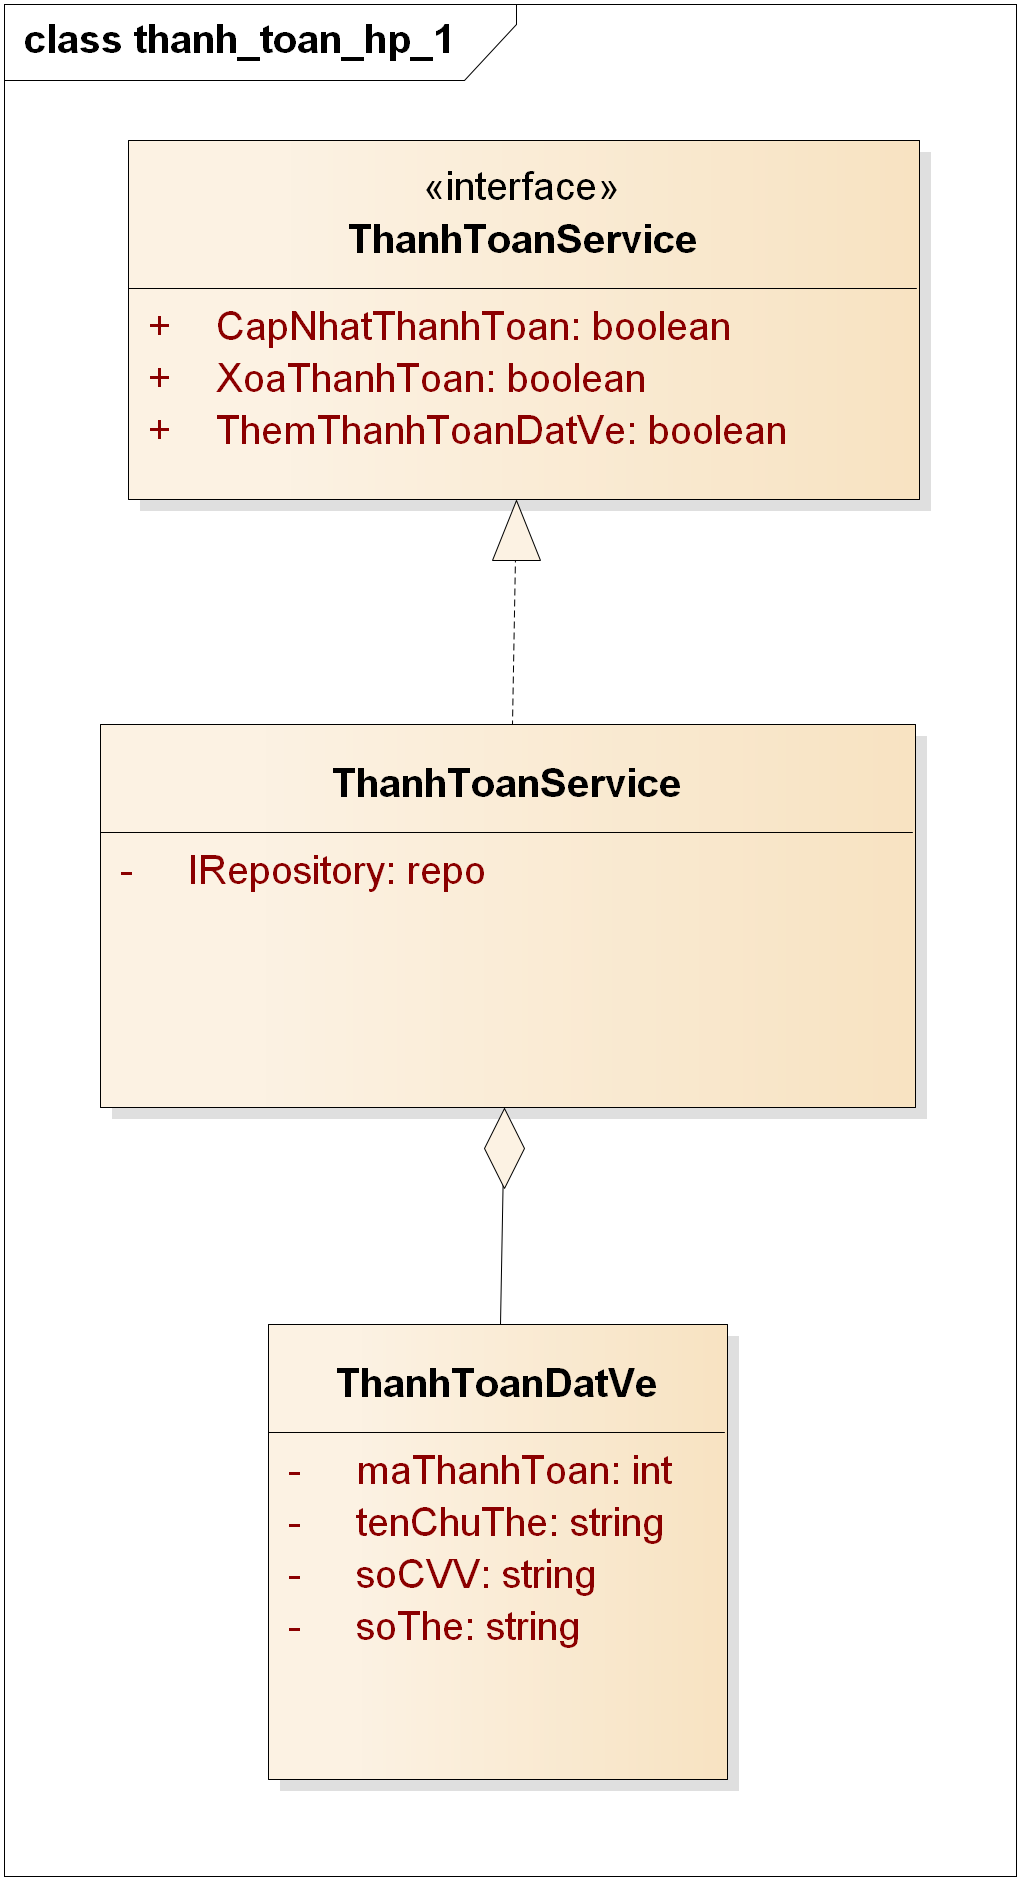 class thanh_toan_hp_1
«interface»
ThanhToanService
+ CapNhatThanhToan: boolean
+ XoaThanhToan: boolean
+ ThemThanhToanDatVe: boolean
ThanhToanService
- IRepository: repo
ThanhToanDatVe
- maThanhToan: int
- tenChuThe: string
- soCVV: string
- soThe: string